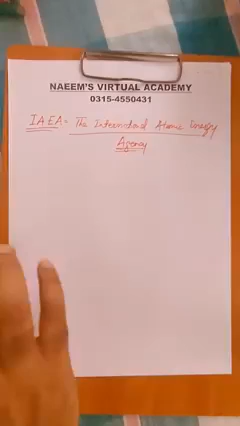 NAEEM'S VIRTUAL ACADEMY
0315-4550431
IAEA= The International Atomic Energy
Agency